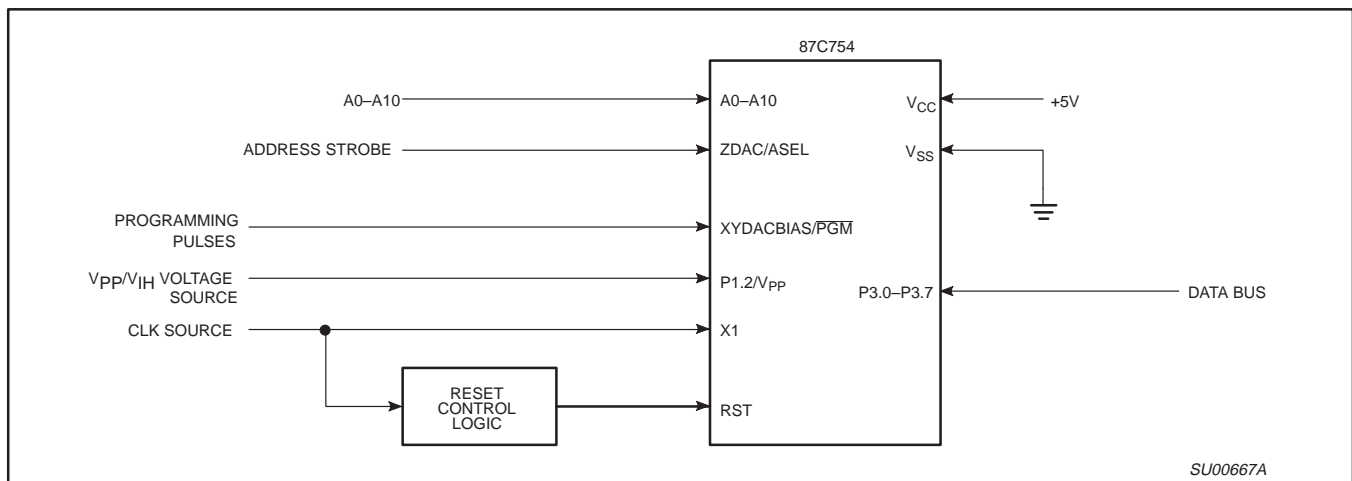 87C754
A0–A10
A0–A10
VCC
+5V
ADDRESS STROBE
ZDAC/ASEL
VSS
PROGRAMMING
PULSES
XYDACBIAS/PGM
VPP/VIH VOLTAGE
SOURCE
P1.2/VPP
P3.0–P3.7
DATA BUS
CLK SOURCE
X1
RESET
CONTROL
LOGIC
RST
SU00667A